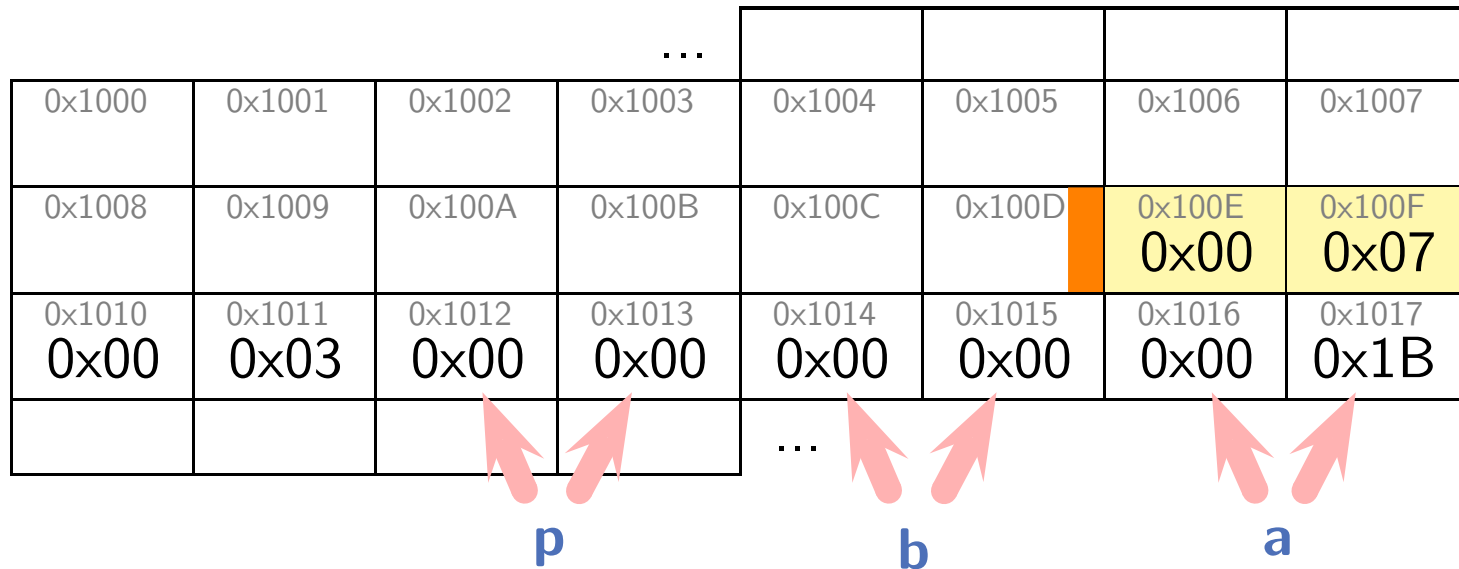 ...
0x1000 0x1001 0x1002 0x1003 0x1004 0x1005 0x1006 0x1007
0x1008 0x1009 0x100A 0x100B 0x100C 0x100D 0x100E 0x100F
0x00 0x07
0x1010 0x1011 0x1012 0x1013 0x1014 0x1015 0x1016 0x1017
0x00 0x03 0x00 0x00 0x00 0x00 0x00 0x1B
...
p b a